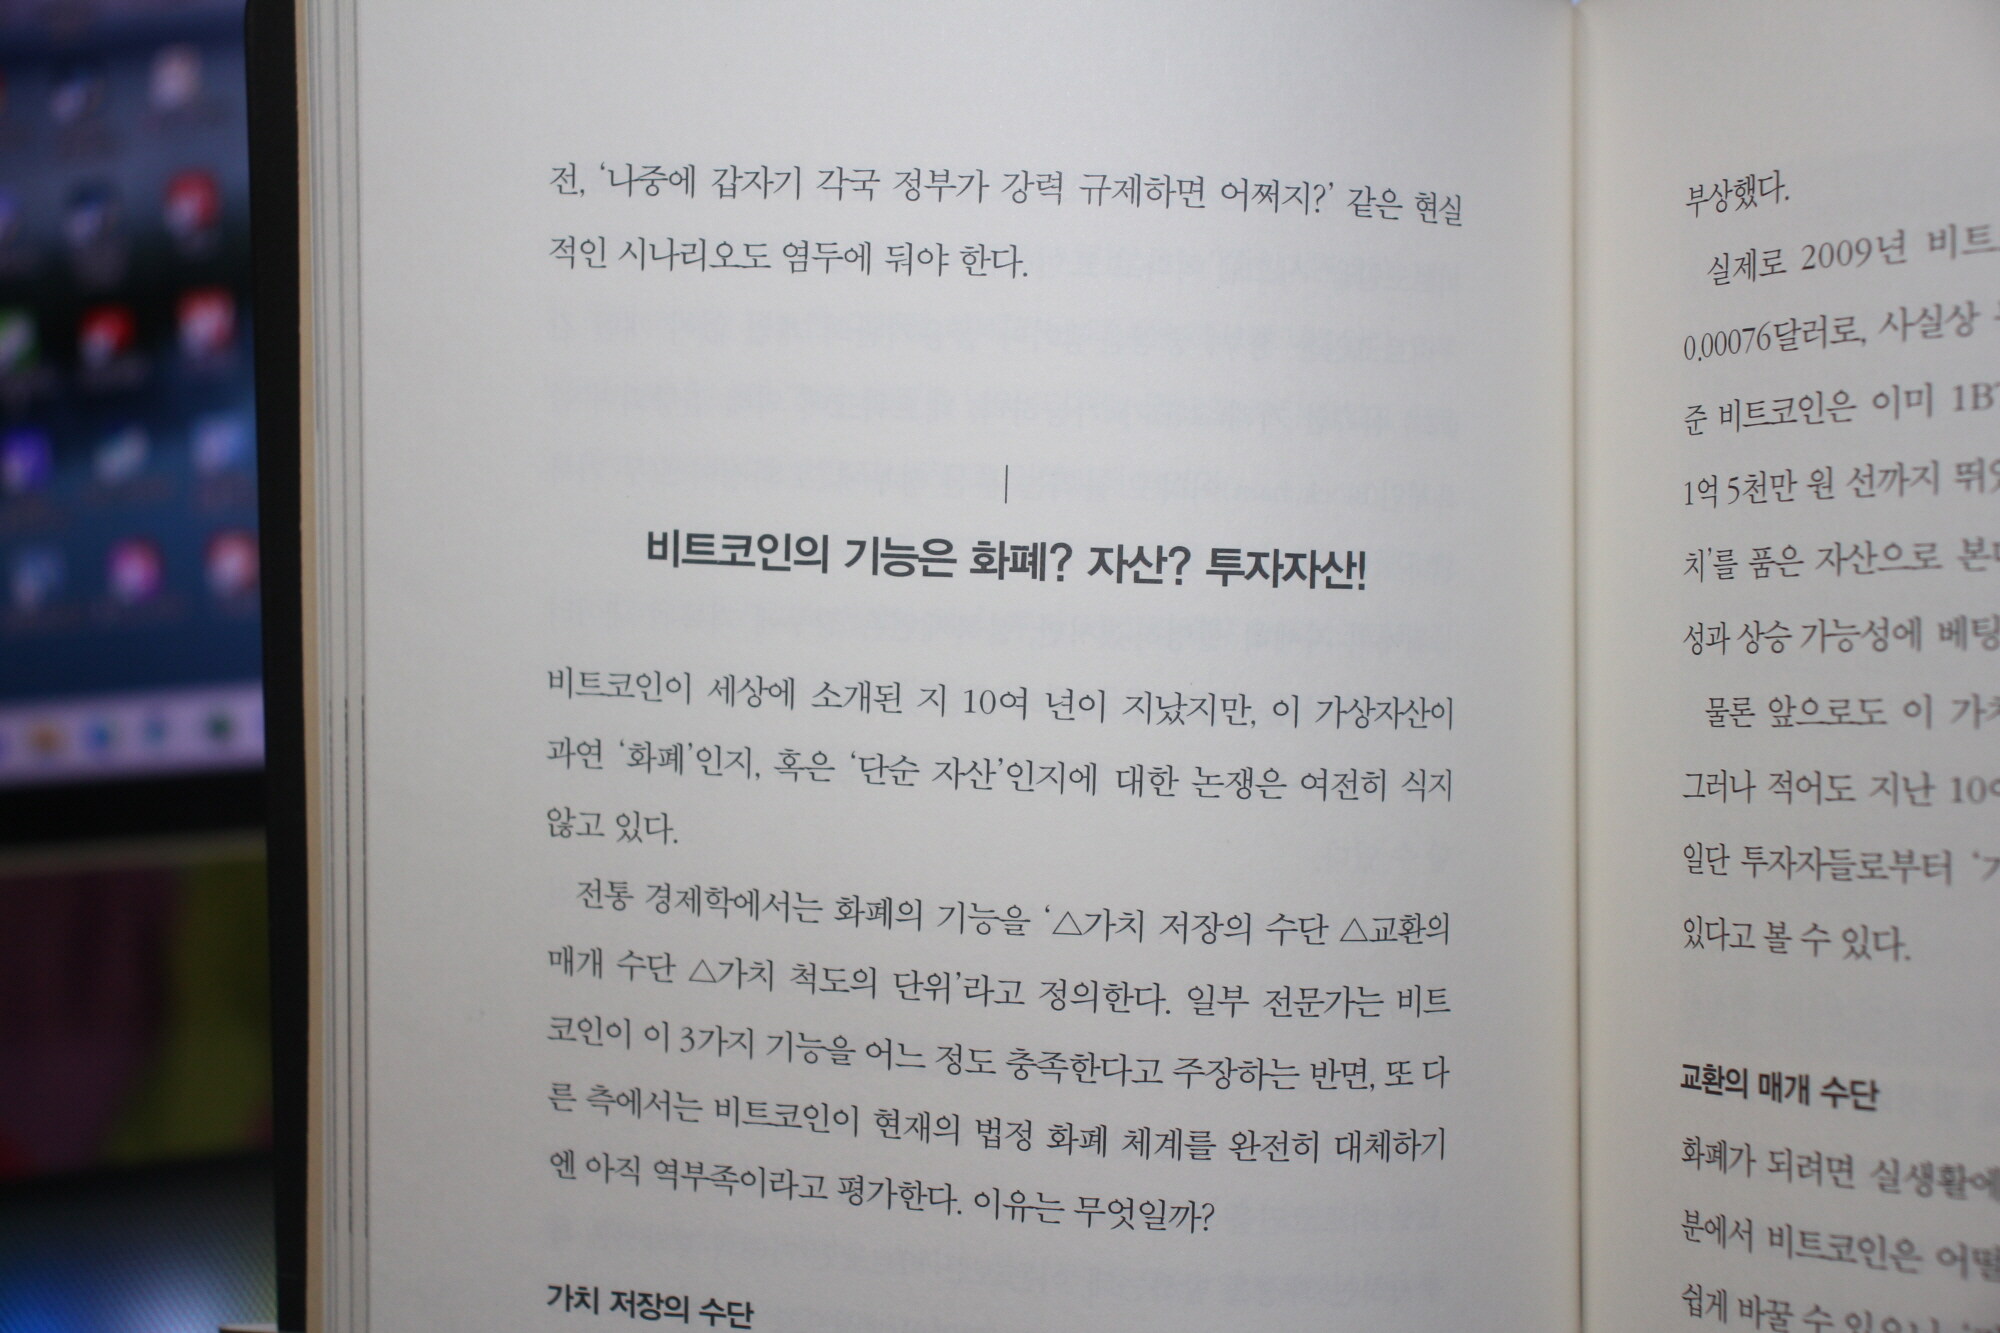 전, ‘나중에 갑자기 각국 정부가 강력 규제하면 어쩌지?’ 같은 현실
적인 시나리오도 염두에 둬야 한다.
비트코인의 기능은 화폐? 자산? 투자자산!
비트코인이 세상에 소개된 지 10여 년이 지났지만, 이 가상자산이
과연 ‘화폐’인지, 혹은 ‘단순 자산’인지에 대한 논쟁은 여전히 식지
않고 있다.
전통 경제학에서는 화폐의 기능을 ‘△가치 저장의 수단 △교환의
매개 수단 △가치 척도의 단위’라고 정의한다. 일부 전문가는 비트
코인이 이 3가지 기능을 어느 정도 충족한다고 주장하는 반면, 또 다
른 측에서는 비트코인이 현재의 법정 화폐 체계를 완전히 대체하기
엔 아직 역부족이라고 평가한다. 이유는 무엇일까?
가치 저장의 수단
부상했다.
실제로 2009년 비트
0.00076달러로, 사실상
준 비트코인은 이미 1B
1억 5천만 원 선까지
치’를 품은 자산으로
성과 상승 가능성에 베팅
물론 앞으로도 이
그러나 적어도 지난
일단 투자자들로부터
있다고 볼 수 있다.
교환의 매개 수단
화폐가 되려면 실생활에
분에서 비트코인은
쉽게 바꿀 수